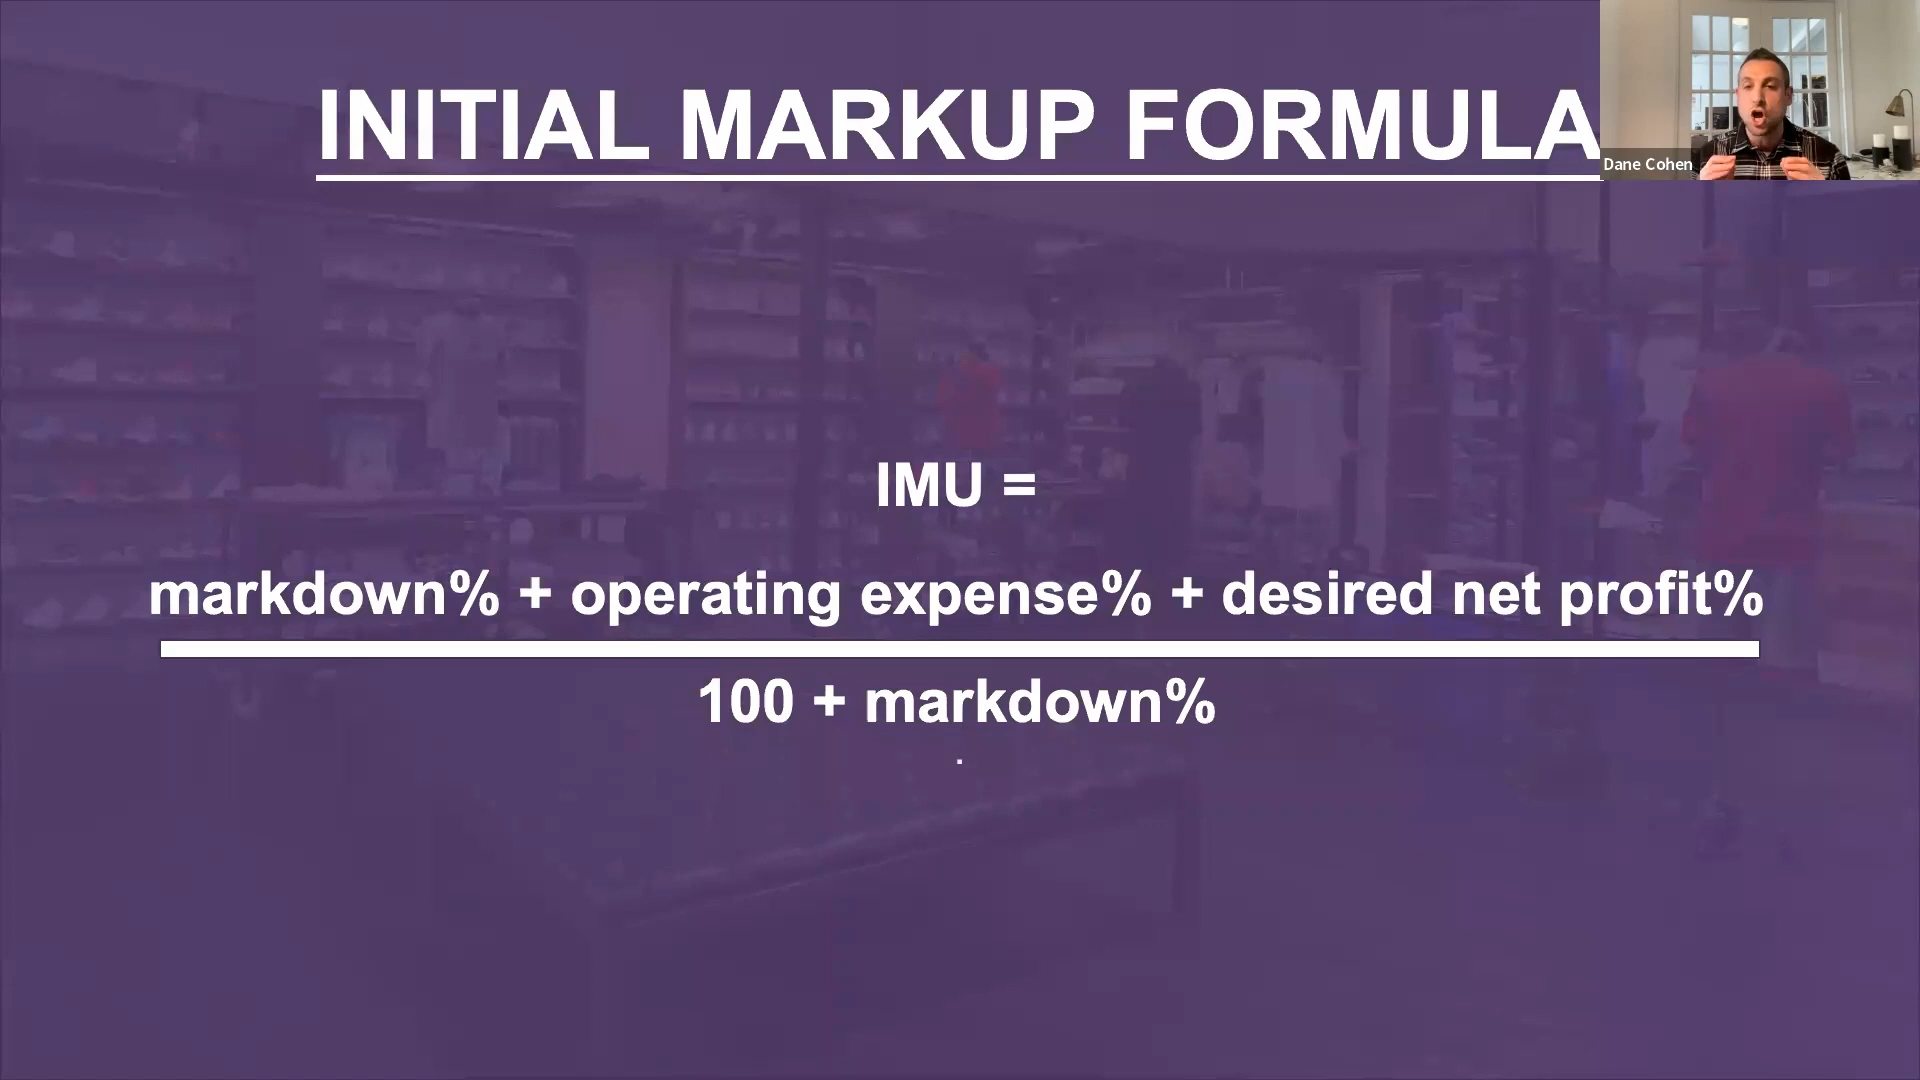 INITIAL MARKUP FORMULA
Dane Cohen
IMU =
markdown% + operating expense% + desired net profit%
100 + markdown%
.